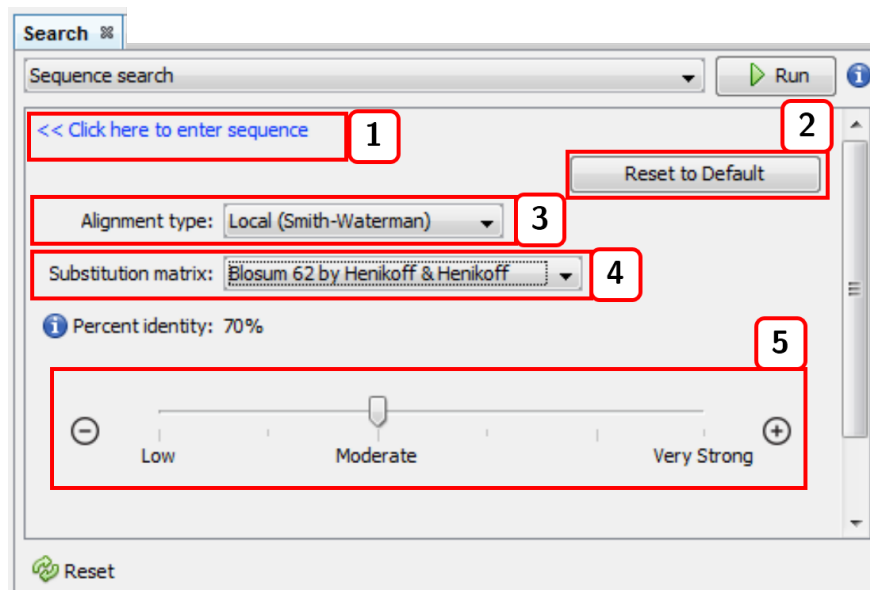 Search
Sequence search
Run
<< Click here to enter sequence
1
2
Reset to Default
Alignment type: Local (Smith-Waterman)
3
Substitution matrix: Blosum 62 by Henikoff & Henikoff
4
Percent identity: 70%
5
Low Moderate Very Strong
Reset